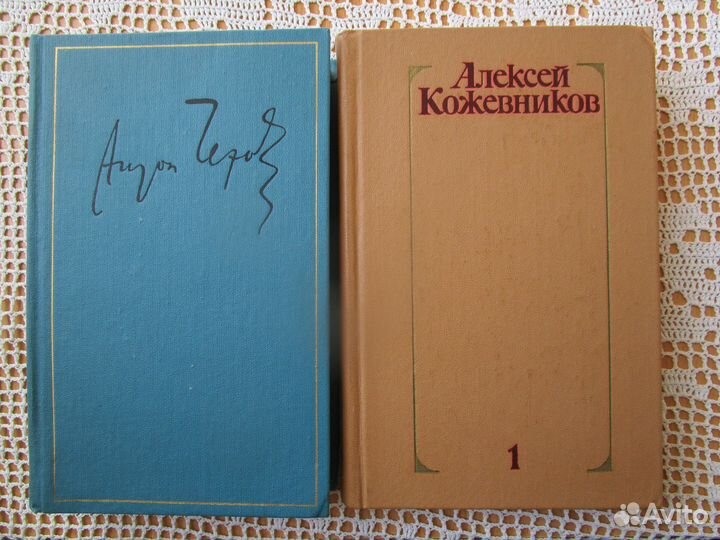 Антон Чехов
Алексей
Кожевников
1
Avito